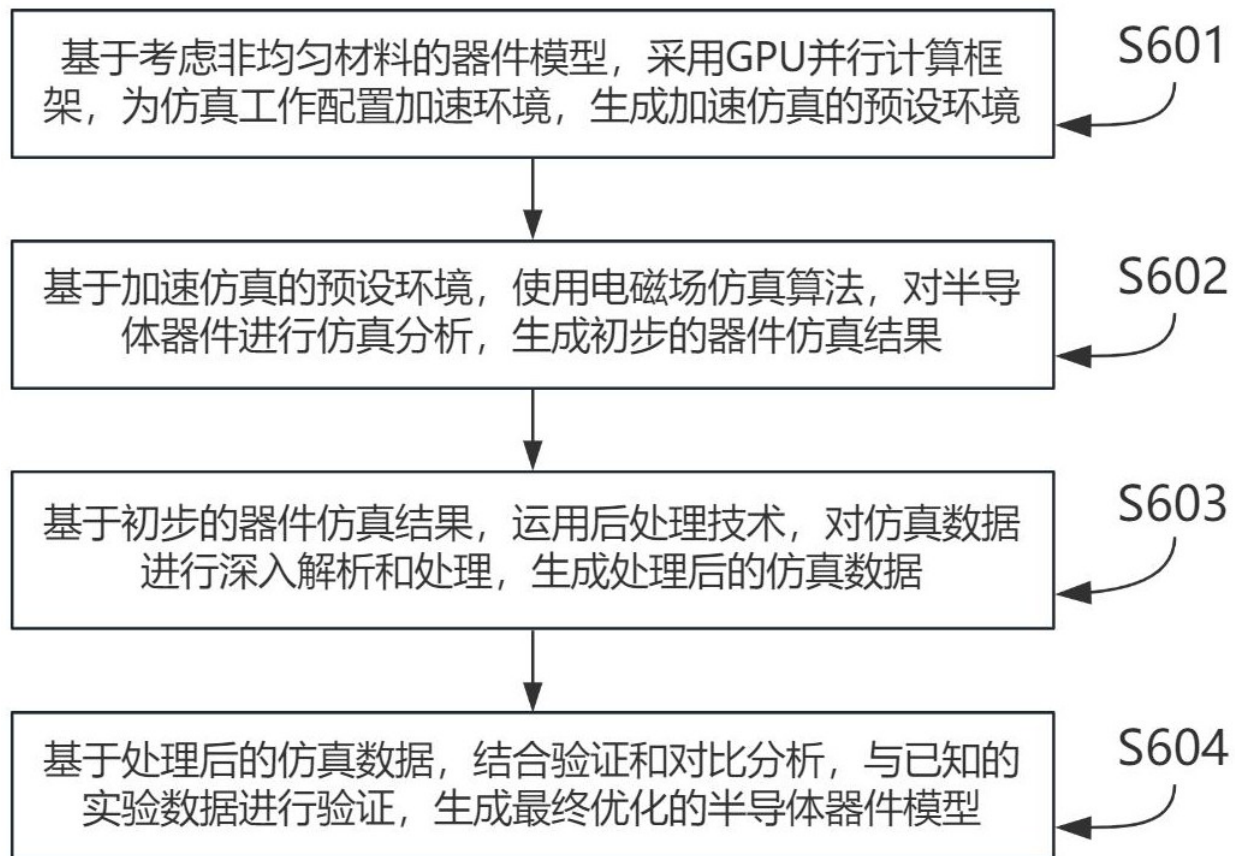 基于考虑非均匀材料的器件模型，采用GPU并行计算框
架，为仿真工作配置加速环境，生成加速仿真的预设环境
S601
基于加速仿真的预设环境，使用电磁场仿真算法，对半导
体器件进行仿真分析，生成初步的器件仿真结果
S602
基于初步的器件仿真结果，运用后处理技术，对仿真数据
进行深入解析和处理，生成处理后的仿真数据
S603
基于处理后的仿真数据，结合验证和对比分析，与已知的
实验数据进行验证，生成最终优化的半导体器件模型
S604